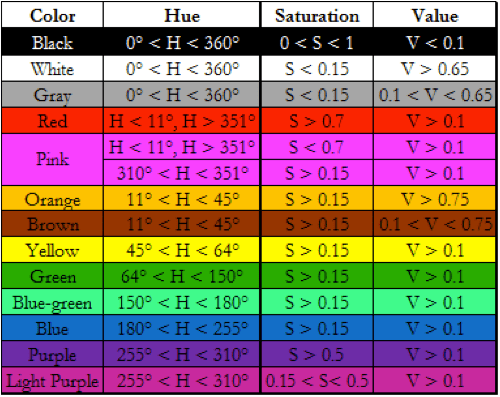 Color Hue Saturation Value
Black 0° < H < 360° 0 < S < 1 V < 0.1
White 0° < H < 360° S < 0.15 V > 0.65
Gray 0° < H < 360° S < 0.15 0.1 < V < 0.65
Red H < 11°, H > 351° S > 0.7 V > 0.1
Pink H < 11°, H > 351° S < 0.7 V > 0.1
310° < H < 351° S > 0.15 V > 0.1
Orange 11° < H < 45° S > 0.15 V > 0.75
Brown 11° < H < 45° S > 0.15 0.1 < V < 0.75
Yellow 45° < H < 64° S > 0.15 V > 0.1
Green 64° < H < 150° S > 0.15 V > 0.1
Blue-green 150° < H < 180° S > 0.15 V > 0.1
Blue 180° < H < 255° S > 0.15 V > 0.1
Purple 255° < H < 310° S > 0.5 V > 0.1
Light Purple 255° < H < 310° 0.15 < S< 0.5 V > 0.1